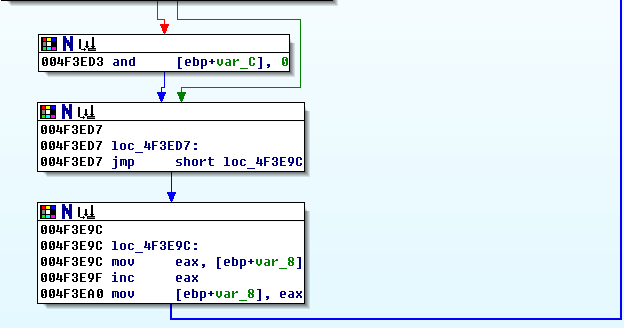 N
004F3ED3 and [ebp+var_C], 0
N
004F3ED7
004F3ED7 loc_4F3ED7:
004F3ED7 jmp short loc_4F3E9C
N
004F3E9C
004F3E9C loc_4F3E9C:
004F3E9C mov eax, [ebp+var_8]
004F3E9F inc eax
004F3EA0 mov [ebp+var_8], eax